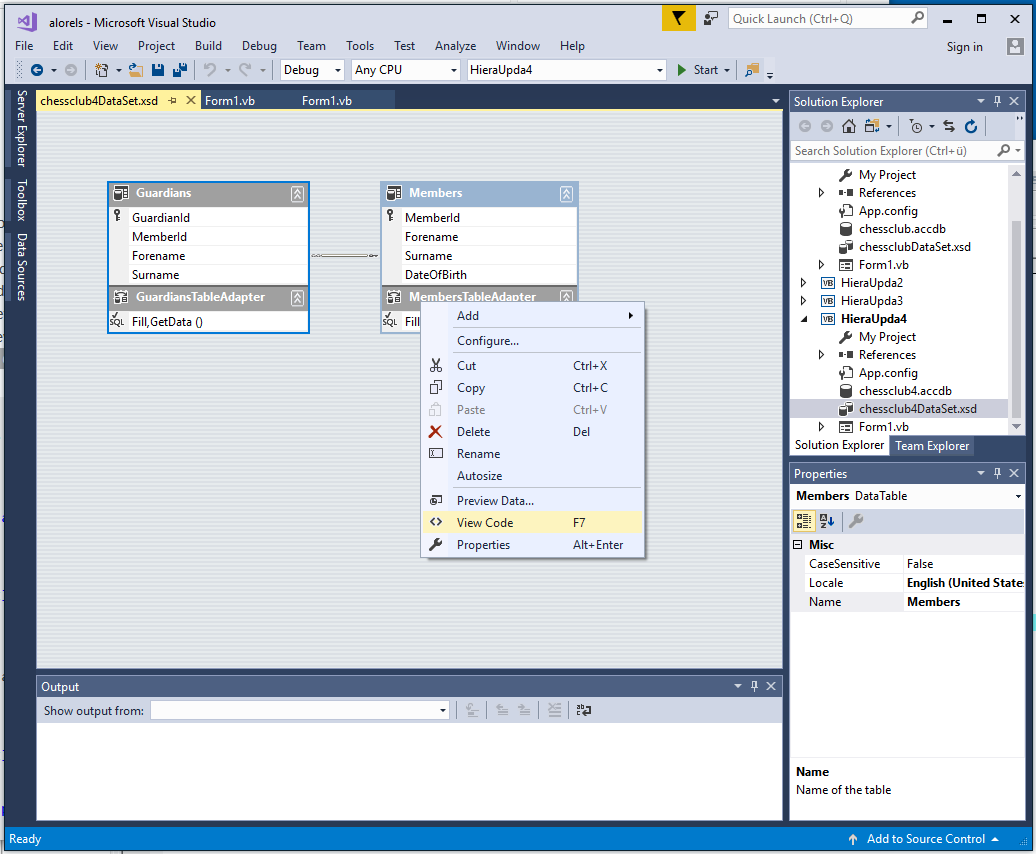 alorels - Microsoft Visual Studio
Quick Launch (Ctrl+Q)
File Edit View Project Build Debug Team Tools Test Analyze Window Help
Sign in
Debug Any CPU HieraUpda4 Start
Server Explorer
Toolbox
Data Sources
chessclub4DataSet.xsd Form1.vb Form1.vb
Guardians
GuardianId
MemberId
Forename
Surname
GuardiansTableAdapter
SQL Fill,GetData ()
Members
MemberId
Forename
Surname
DateOfBirth
MembersTableAdapter
SQL Fill
Add
Configure...
Cut Ctrl+X
Copy Ctrl+C
Paste Ctrl+V
Delete Del
Rename
Autosize
Preview Data...
View Code F7
Properties Alt+Enter
Solution Explorer
Search Solution Explorer (Ctrl+ü)
My Project
References
App.config
chessclub.accdb
chessclubDataSet.xsd
Form1.vb
VB HieraUpda2
VB HieraUpda3
VB HieraUpda4
My Project
References
App.config
chessclub4.accdb
chessclub4DataSet.xsd
Form1.vb
Solution Explorer Team Explorer
Properties
Members DataTable
Misc
CaseSensitive False
Locale English (United State
Name Members
Name
Name of the table
Output
Show output from:
Ready
Add to Source Control